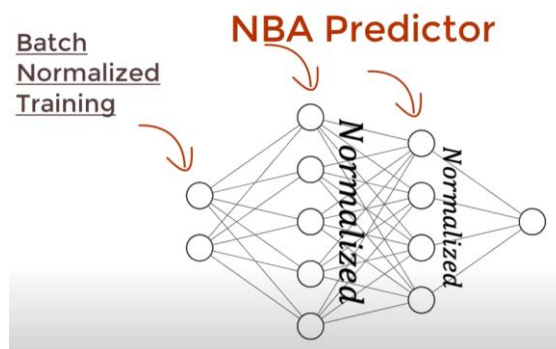 NBA Predictor
Batch
Normalized
Training
Normalized
Normalized